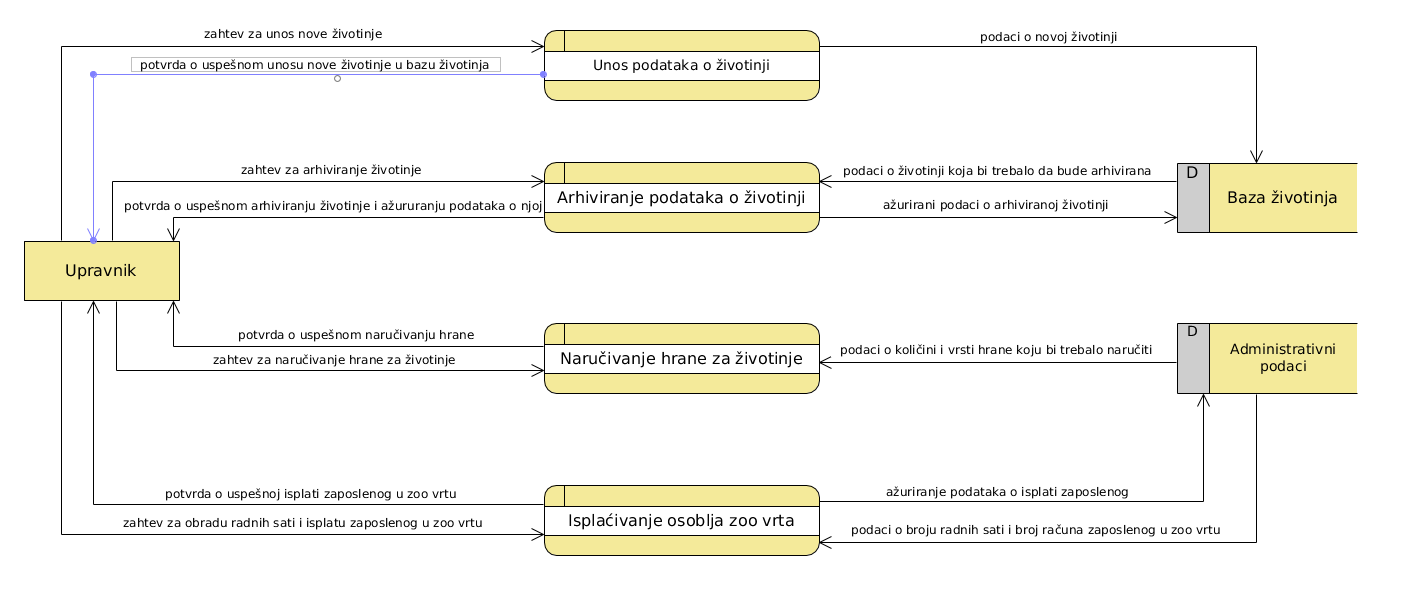 zahtev za unos nove životinje
podaci o novoj životinji
potvrda o uspešnom unosu nove životinje u bazu životinja
Unos podataka o životinji
zahtev za arhiviranje životinje
podaci o životinji koja bi trebalo da bude arhivirana
D
Arhiviranje podataka o životinji
Baza životinja
potvrda o uspešnom arhiviranju životinje i ažururanju podataka o njoj
ažurirani podaci o arhiviranoj životinji
Upravnik
potvrda o uspešnom naručivanju hrane
D
podaci o količini i vrsti hrane koju bi trebalo naručiti
Administrativni
podaci
zahtev za naručivanje hrane za životinje
Naručivanje hrane za životinje
potvrda o uspešnoj isplati zaposlenog u zoo vrtu
ažuriranje podataka o isplati zaposlenog
zahtev za obradu radnih sati i isplatu zaposlenog u zoo vrtu
Isplaćivanje osoblja zoo vrta
podaci o broju radnih sati i broj računa zaposlenog u zoo vrtu